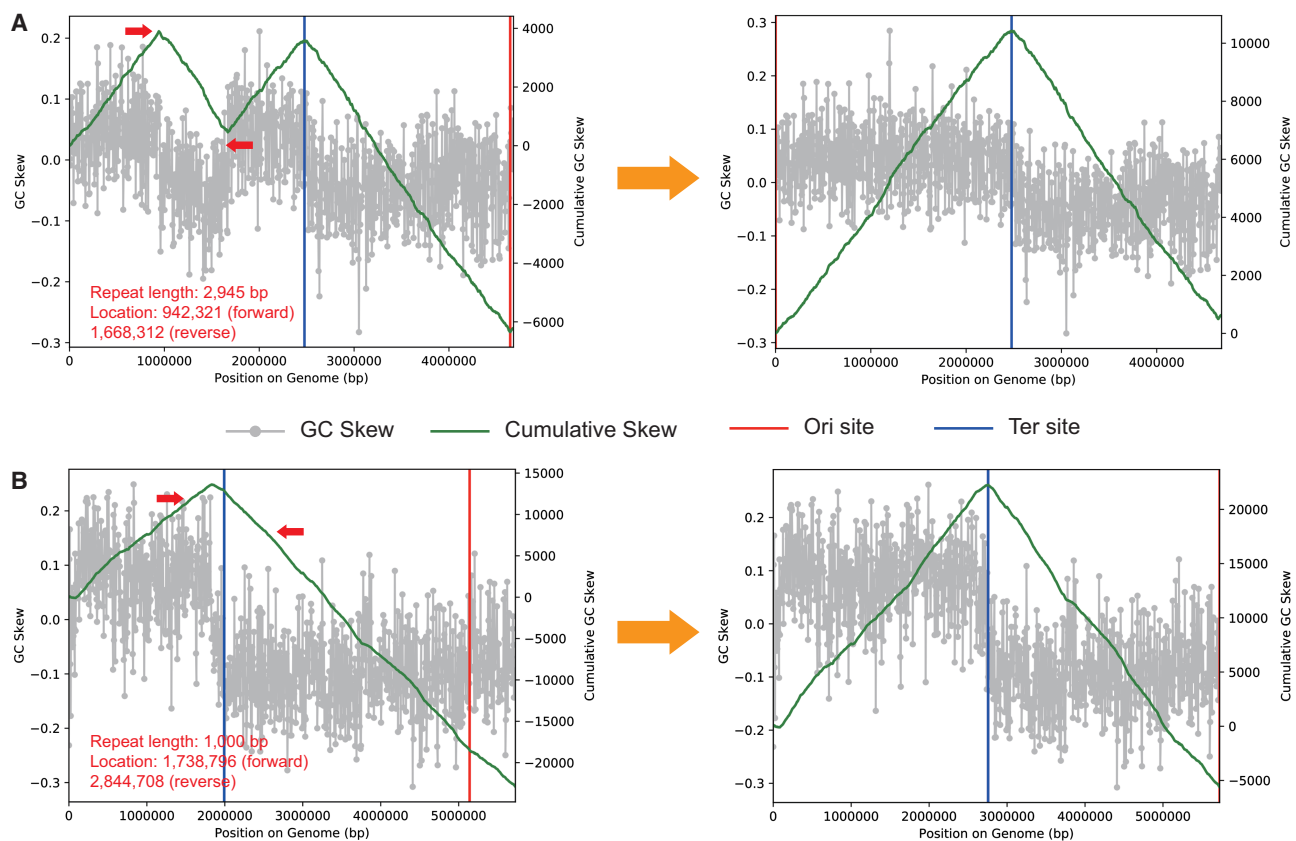 A
0.2
0.1
0.0
−0.1
−0.2
−0.3
GC Skew
4000
2000
0
−2000
−4000
−6000
Cumulative GC Skew
Repeat length: 2,945 bp
Location: 942,321 (forward)
1,668,312 (reverse)
0 1000000 2000000 3000000 4000000
Position on Genome (bp)
0.3
0.2
0.1
0.0
−0.1
−0.2
−0.3
GC Skew
10000
8000
6000
4000
2000
0
Cumulative GC Skew
0 1000000 2000000 3000000 4000000
Position on Genome (bp)
GC Skew Cumulative Skew Ori site Ter site
B
0.2
0.1
0.0
−0.1
−0.2
−0.3
GC Skew
15000
10000
5000
0
−5000
−10000
−15000
−20000
Cumulative GC Skew
Repeat length: 1,000 bp
Location: 1,738,796 (forward)
2,844,708 (reverse)
0 1000000 2000000 3000000 4000000 5000000
Position on Genome (bp)
0.2
0.1
0.0
−0.1
−0.2
−0.3
GC Skew
20000
15000
10000
5000
0
−5000
Cumulative GC Skew
0 1000000 2000000 3000000 4000000 5000000
Position on Genome (bp)